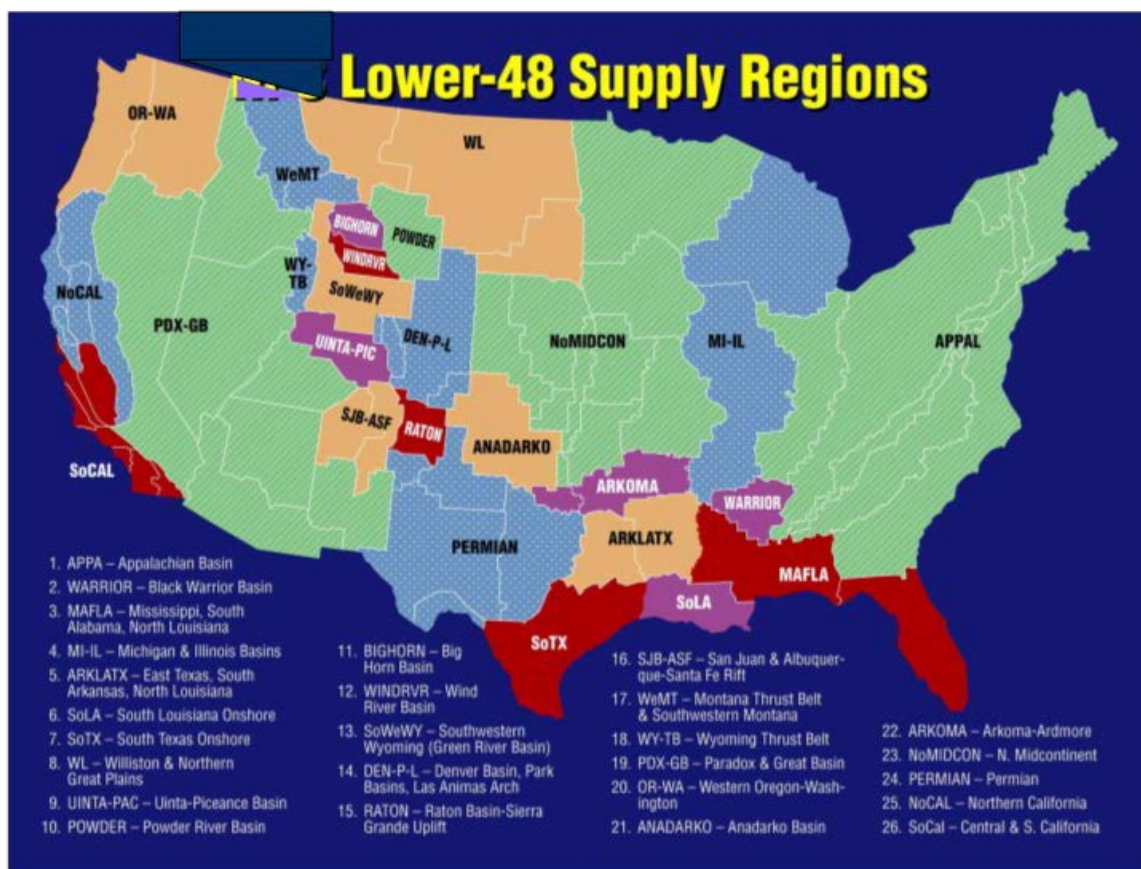 Lower-48 Supply Regions
OR-WA
WL
WeMT
BIGHORN
POWDER
WINDRVR
WY-
TB
SoWeWY
NoCAL
PDX-GB
UINTA-PIC
DEN-P-L
NoMIDCON
MI-IL
APPAL
SJB-ASF
RATON
ANADARKO
SoCAL
ARKOMA
WARRIOR
PERMIAN
ARKLATX
MAFLA
SoLA
SoTX
1. APPA – Appalachian Basin
2. WARRIOR – Black Warrior Basin
3. MAFLA – Mississippi, South
Alabama, North Louisiana
4. MI-IL – Michigan & Illinois Basins
5. ARKLATX – East Texas, South
Arkansas, North Louisiana
6. SoLA – South Louisiana Onshore
7. SoTX – South Texas Onshore
8. WL – Williston & Northern
Great Plains
9. UINTA-PAC – Uinta-Piceance Basin
10. POWDER – Powder River Basin
11. BIGHORN – Big
Horn Basin
12. WINDRVR – Wind
River Basin
13. SoWeWY – Southwestern
Wyoming (Green River Basin)
14. DEN-P-L – Denver Basin, Park
Basins, Las Animas Arch
15. RATON – Raton Basin-Sierra
Grande Uplift
16. SJB-ASF – San Juan & Albuquer-
que-Santa Fe Rift
17. WeMT – Montana Thrust Belt
& Southwestern Montana
18. WY-TB – Wyoming Thrust Belt
19. PDX-GB – Paradox & Great Basin
20. OR-WA – Western Oregon-Wash-
ington
21. ANADARKO – Anadarko Basin
22. ARKOMA – Arkoma-Ardmore
23. NoMIDCON – N. Midcontinent
24. PERMIAN – Permian
25. NoCAL – Northern California
26. SoCal – Central & S. California